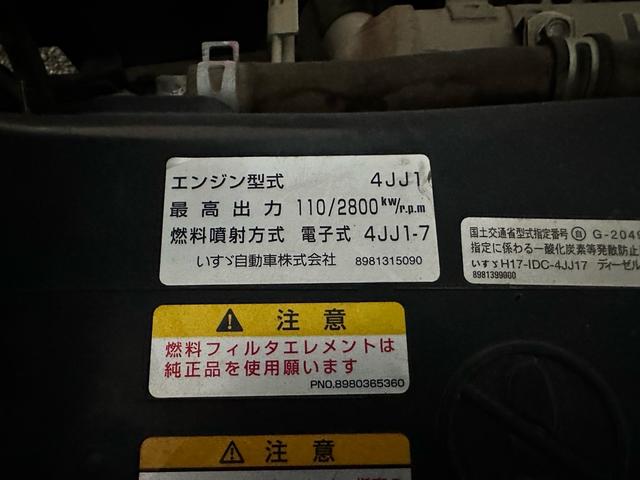 エンジン型式 4JJ1
最高出力 110/2800kw/r.p.m
燃料噴射方式 電子式 4JJ1-7
いすゞ自動車株式会社 8981315090
国土交通省型式指定番号 自 G-2049
指定に係わる一酸化炭素等発散防止
いすゞH17-IDC-4JJ17 ディーゼル
8981399900
注意
燃料フィルタエレメントは
純正品を使用願います
PNO.8980365360
注意